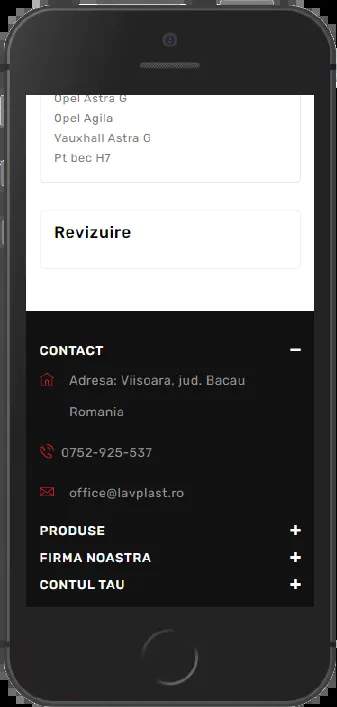 Opel Astra G
Opel Agila
Vauxhall Astra G
Pt bec H7
Revizuire
CONTACT
Adresa: Viisoara, jud. Bacau
Romania
0752-925-537
office@lavplast.ro
PRODUSE
FIRMA NOASTRA
CONTUL TAU